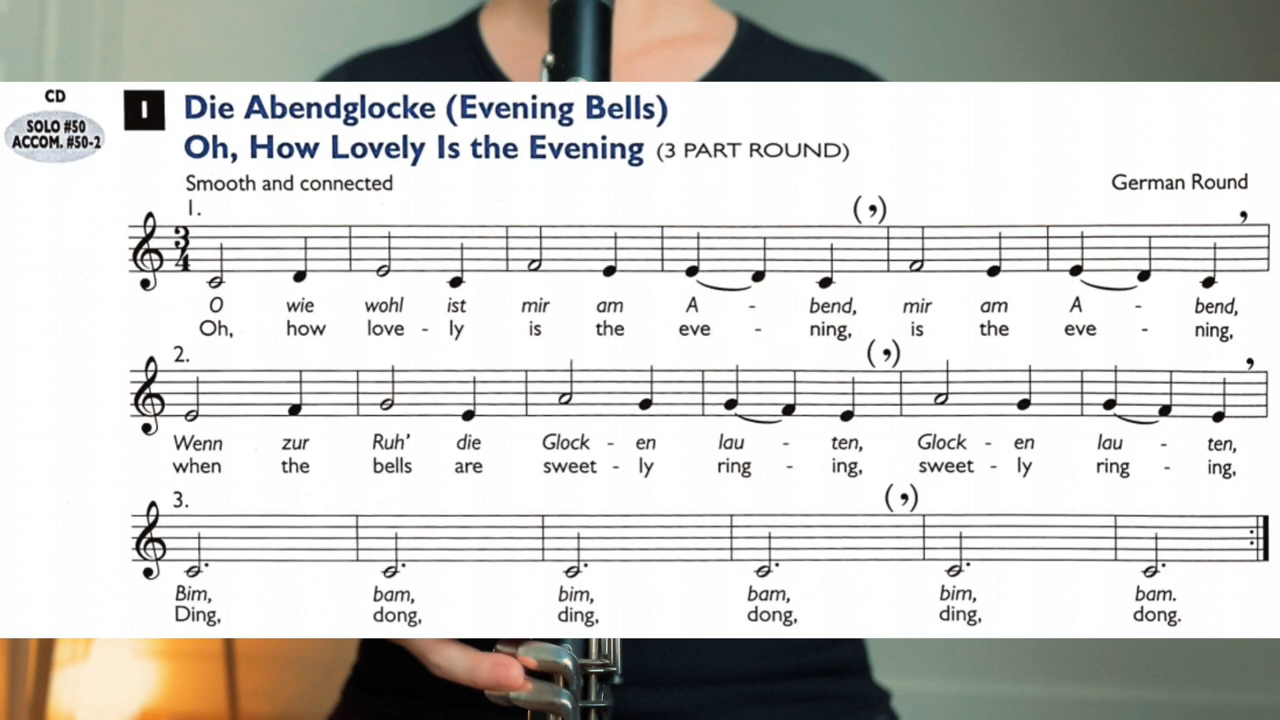 CD
SOLO #50
ACCOM. #50-2
1
Die Abendglocke (Evening Bells)
Oh, How Lovely Is the Evening (3 PART ROUND)
Smooth and connected
German Round
1.
3
4
O wie wohl ist mir am A - bend, mir am A - bend,
Oh, how love - ly is the eve - ning, is the eve - ning,
2.
Wenn zur Ruh' die Glock - en lau - ten, Glock - en lau - ten,
when the bells are sweet - ly ring - ing, sweet - ly ring - ing,
3.
Bim, bam, bim, bam, bim, bam.
Ding, dong, ding, dong, ding, dong.